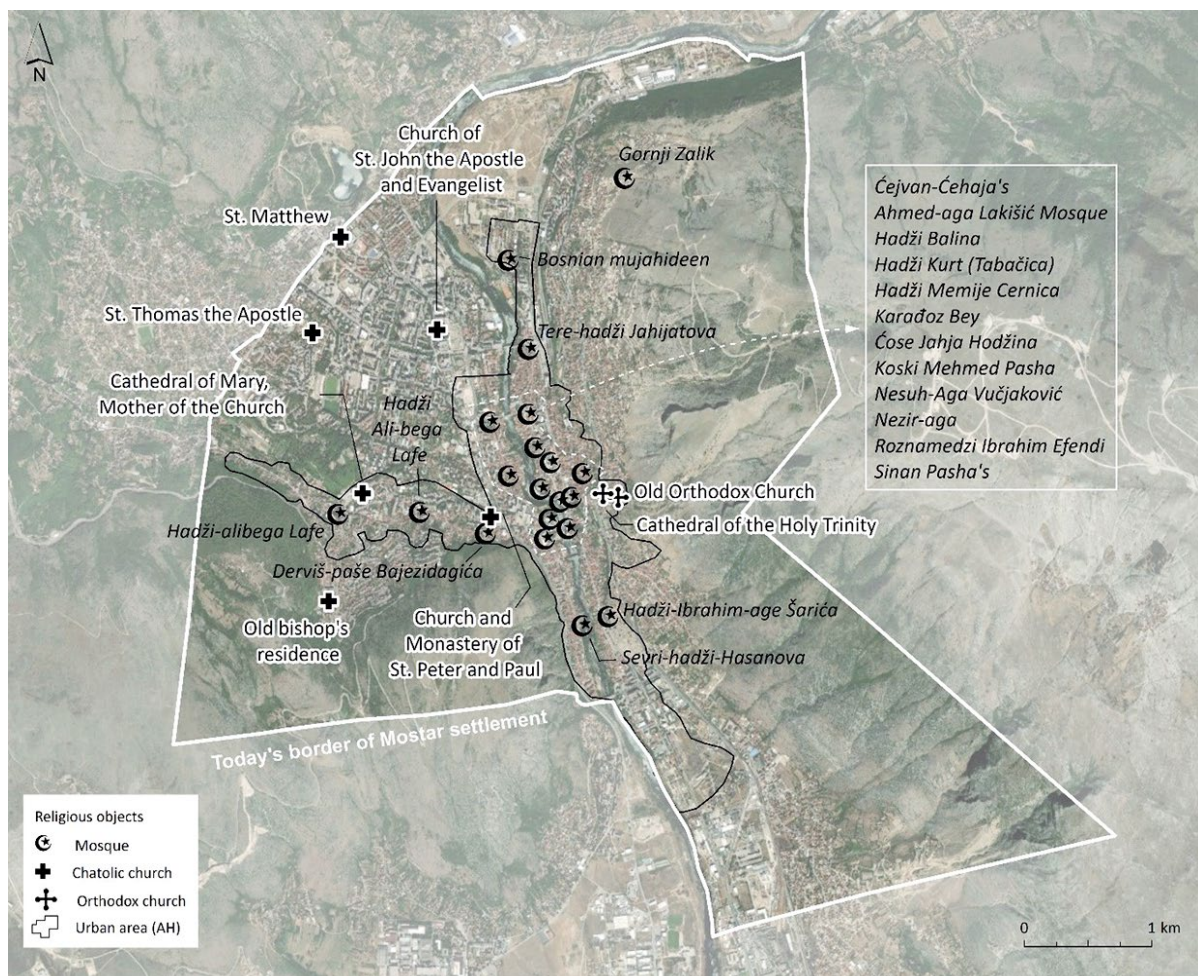 N
Church of
St. John the Apostle
and Evangelist
Gornji Zalik
St. Matthew
Bosnian mujahideen
St. Thomas the Apostle
Tere-hadži Jahijatova
Cathedral of Mary,
Mother of the Church
Hadži
Ali-bega
Lafe
Ćejvan-Ćehaja's
Ahmed-aga Lakišić Mosque
Hadži Balina
Hadži Kurt (Tabačica)
Hadži Memije Cernica
Karađoz Bey
Ćose Jahja Hodžina
Koski Mehmed Pasha
Nesuh-Aga Vučjaković
Nezir-aga
Roznamedzi Ibrahim Efendi
Sinan Pasha's
Old Orthodox Church
Cathedral of the Holy Trinity
Hadži-alibega Lafe
Derviš-paše Bajezidagića
Old bishop's
residence
Church and
Monastery of
St. Peter and Paul
Hadži-Ibrahim-age Šarića
Sevri-hadži-Hasanova
Today's border of Mostar settlement
Religious objects
Mosque
Chatolic church
Orthodox church
Urban area (AH)
0 1 km